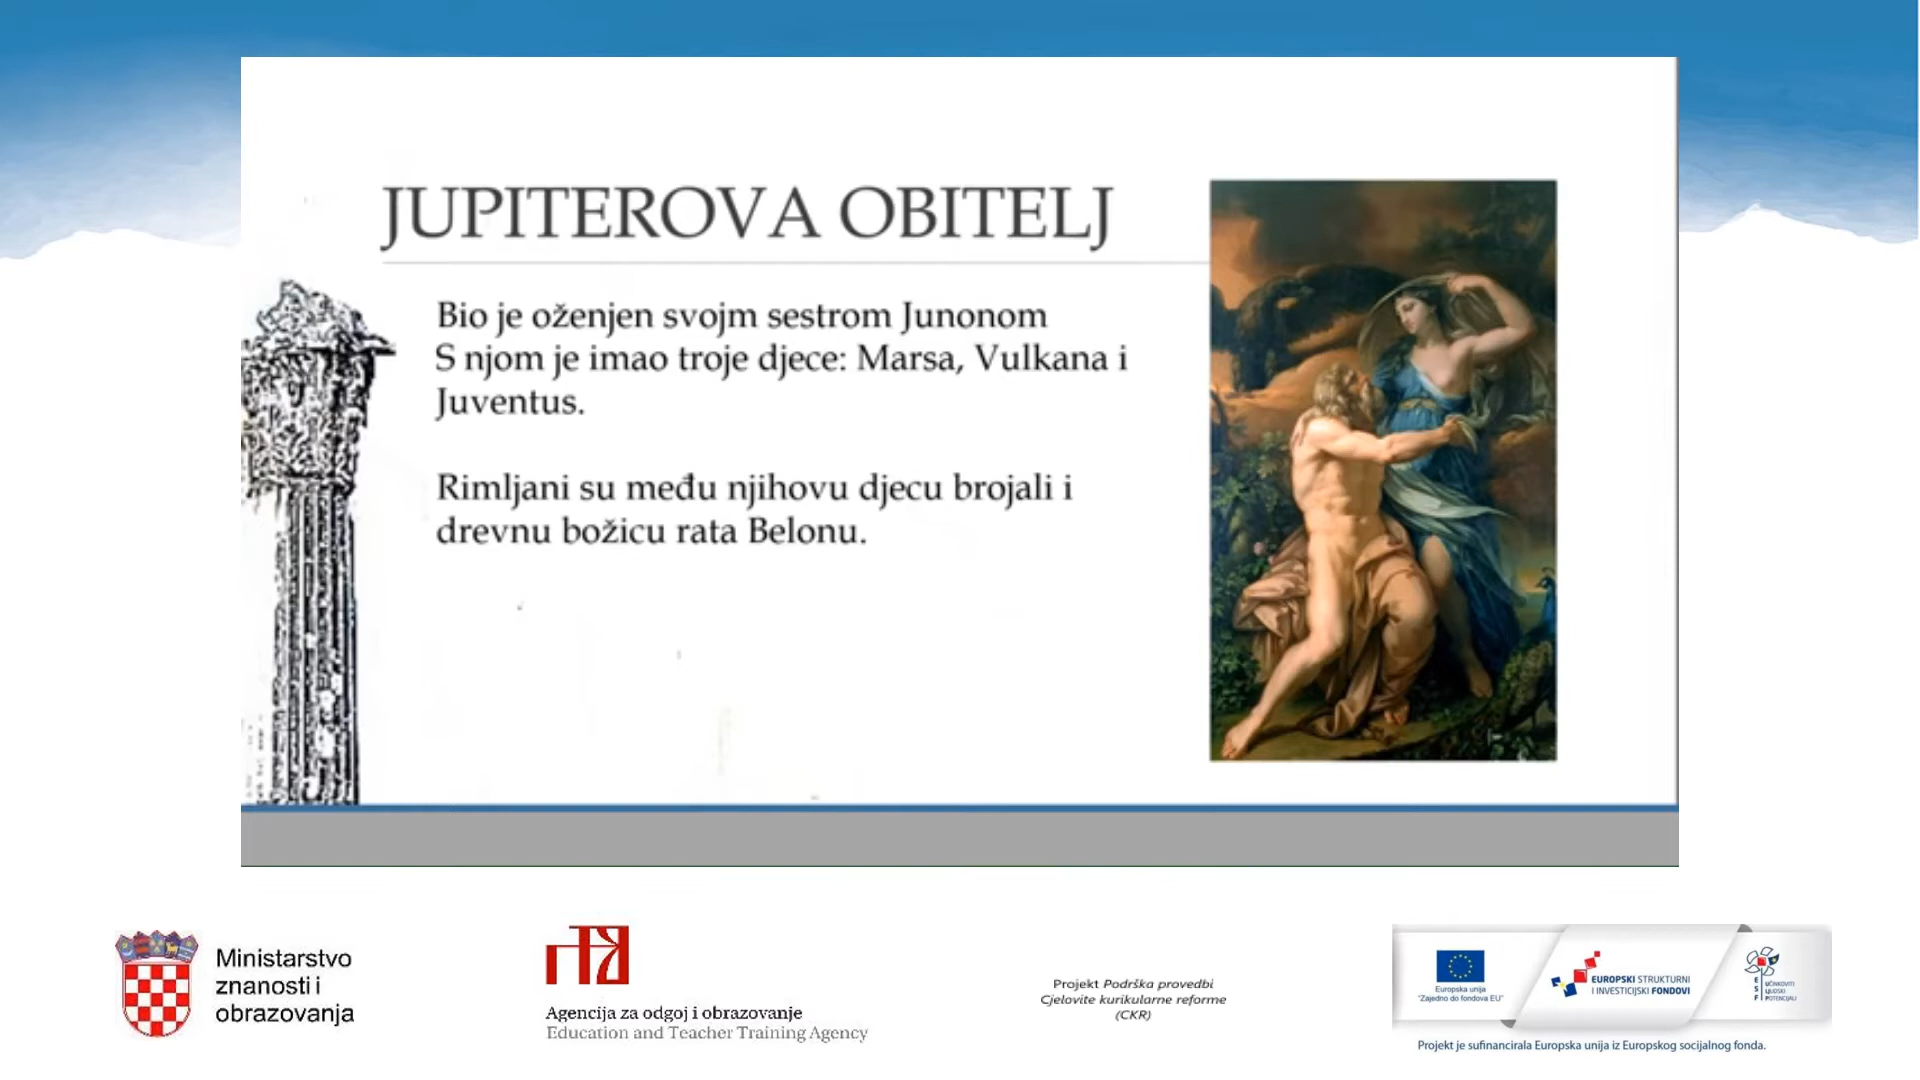 JUPITEROVA OBITELJ
Bio je oženjen svojm sestrom Junonom
S njom je imao troje djece: Marsa, Vulkana i
Juventus.
Rimljani su među njihovu djecu brojali i
drevnu božicu rata Belonu.
Ministarstvo
znanosti i
obrazovanja
Agencija za odgoj i obrazovanje
Education and Teacher Training Agency
Projekt Podrška provedbi
Cjelovite kurikularne reforme
(CKR)
Europska unija
"Zajedno do fondova EU"
EUROPSKI STRUKTURNI
I INVESTICIJSKI FONDOVI
E
S
F
UČINKOVITI
LJUDSKI
POTENCIJALI
Projekt je sufinancirala Europska unija iz Europskog socijalnog fonda.